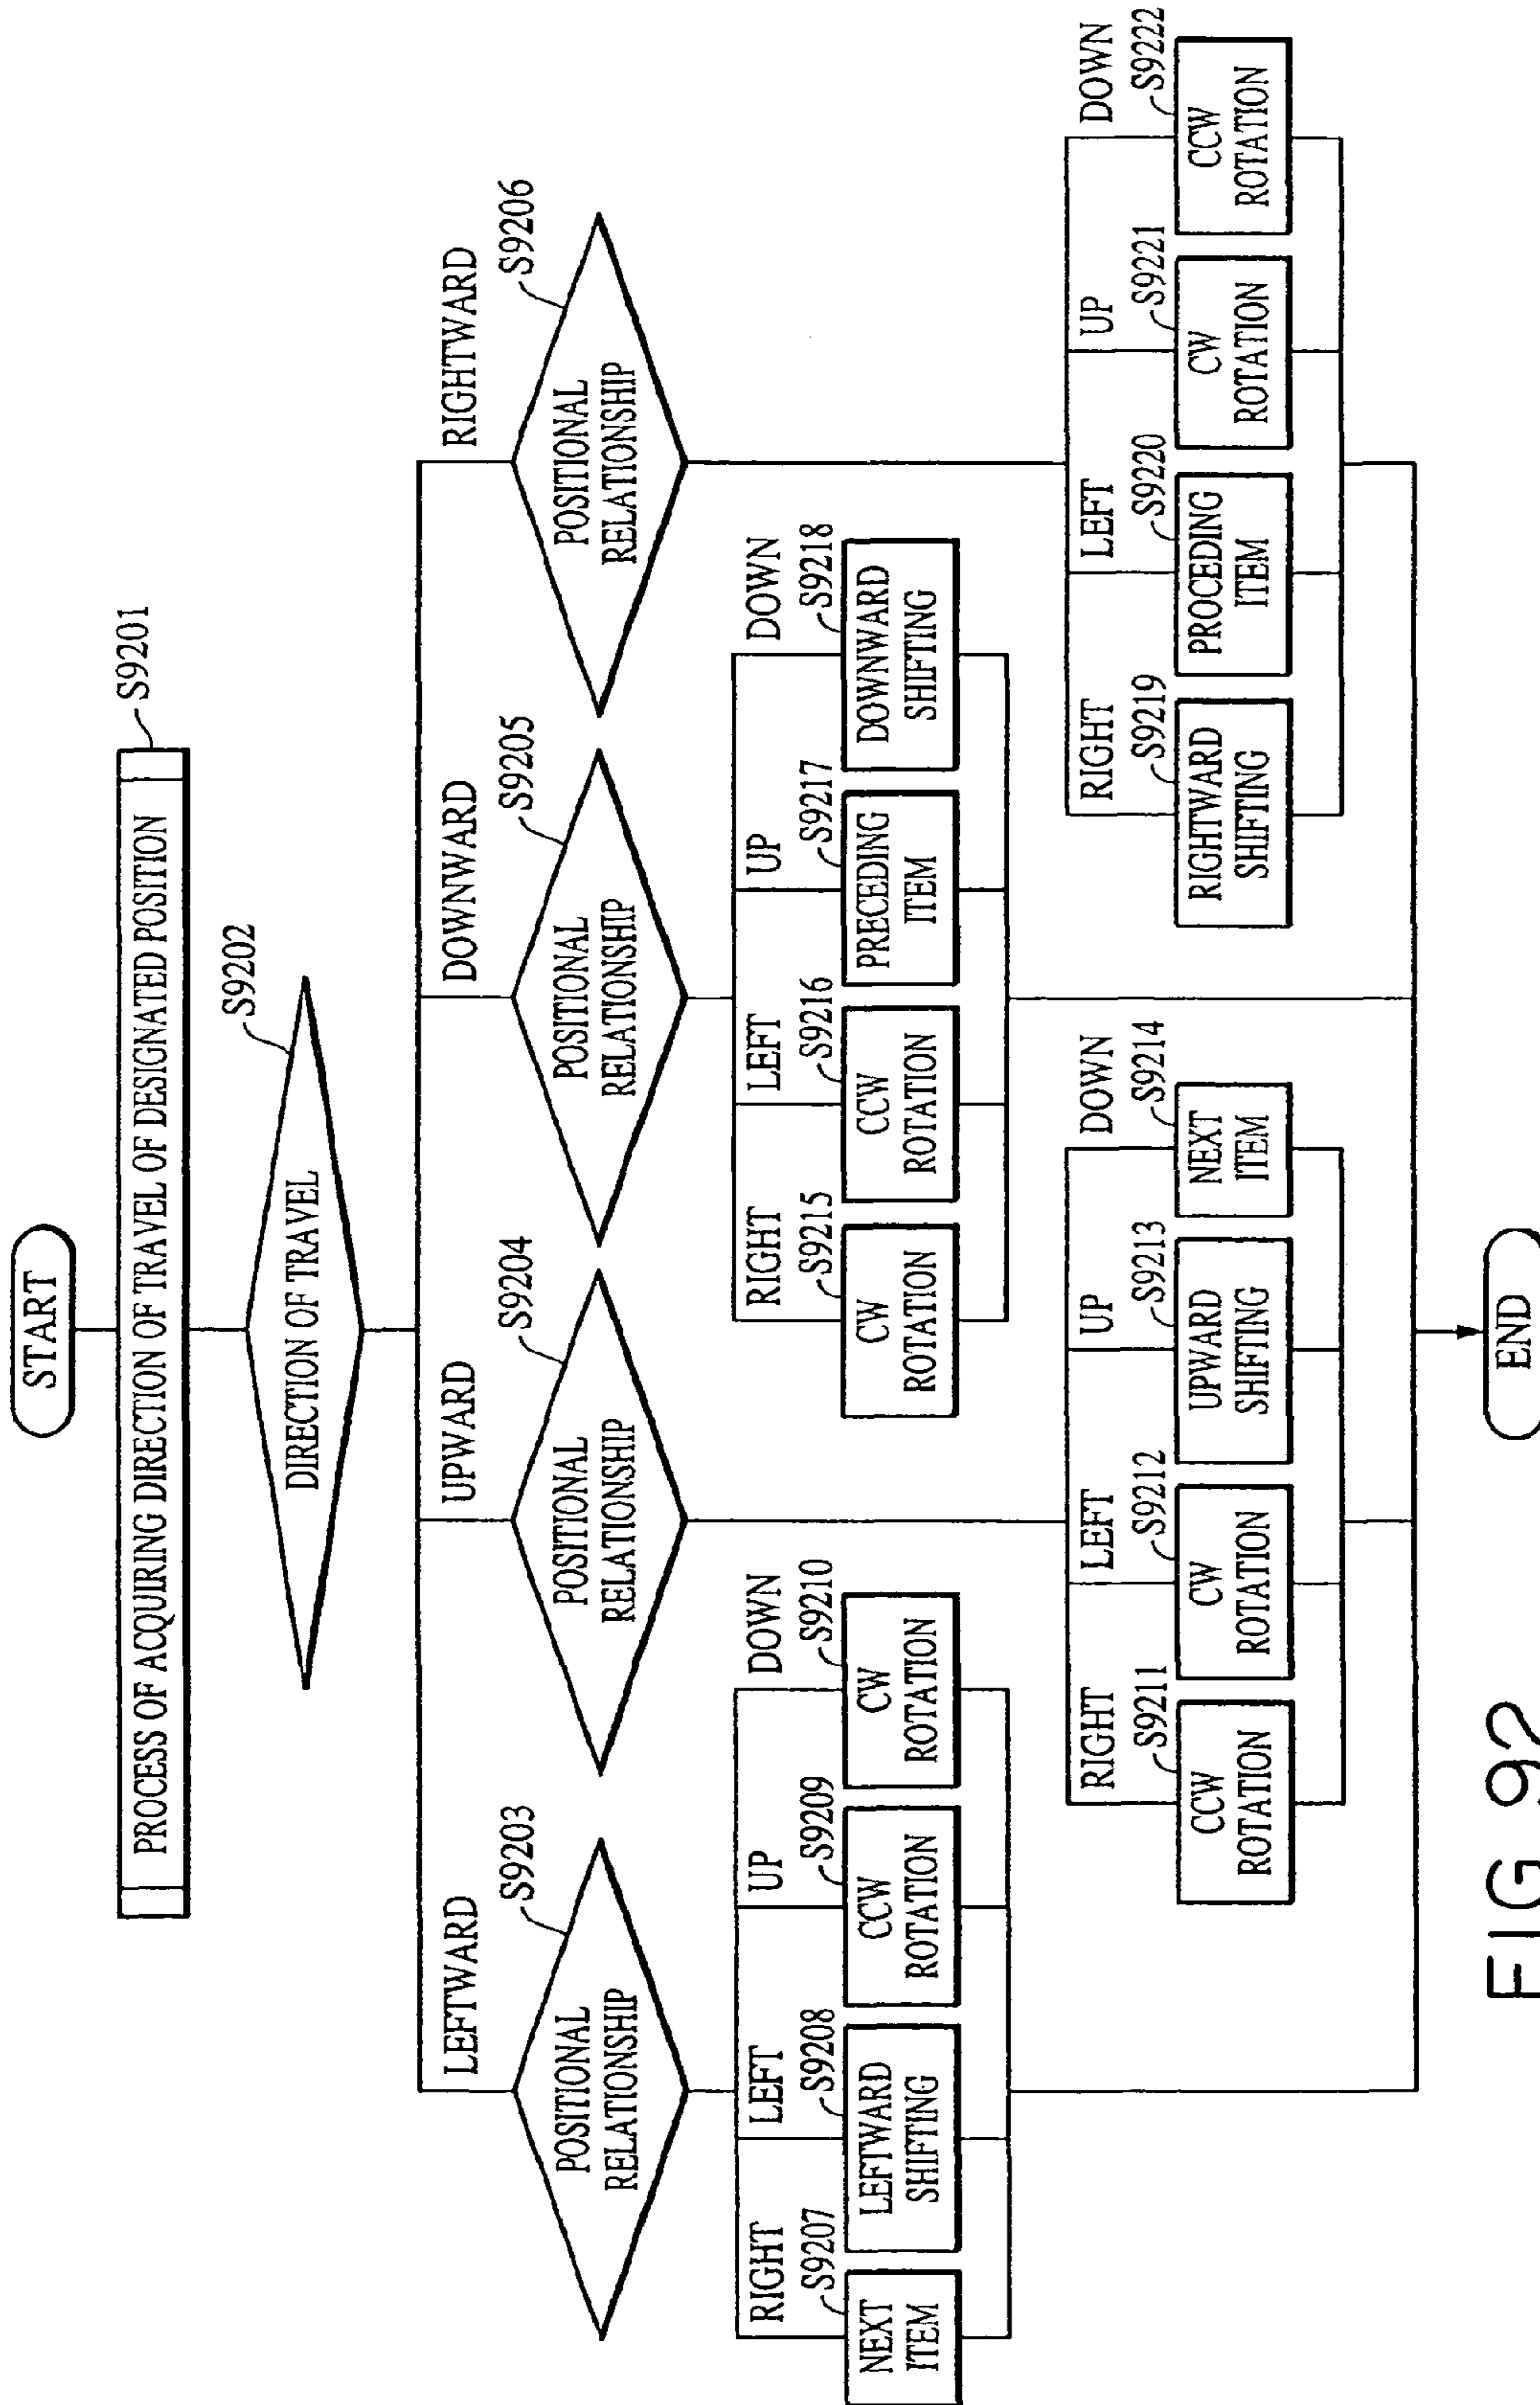 START
PROCESS OF ACQUIRING DIRECTION OF TRAVEL OF DESIGNATED POSITION
S9201
DIRECTION OF TRAVEL
S9202
LEFTWARD
UPWARD
DOWNWARD
RIGHTWARD
POSITIONAL
RELATIONSHIP
S9203
POSITIONAL
RELATIONSHIP
S9204
POSITIONAL
RELATIONSHIP
S9205
POSITIONAL
RELATIONSHIP
S9206
RIGHT
S9207
NEXT
ITEM
LEFT
S9208
LEFTWARD
SHIFTING
UP
S9209
CCW
ROTATION
DOWN
S9210
CW
ROTATION
RIGHT
S9211
CCW
ROTATION
LEFT
S9212
CW
ROTATION
UP
S9213
UPWARD
SHIFTING
DOWN
S9214
NEXT
ITEM
RIGHT
S9215
CW
ROTATION
LEFT
S9216
CCW
ROTATION
UP
S9217
PRECEDING
ITEM
DOWN
S9218
DOWNWARD
SHIFTING
RIGHT
S9219
RIGHTWARD
SHIFTING
LEFT
S9220
PROCEDING
ITEM
UP
S9221
CW
ROTATION
DOWN
S9222
CCW
ROTATION
END
FIG.92